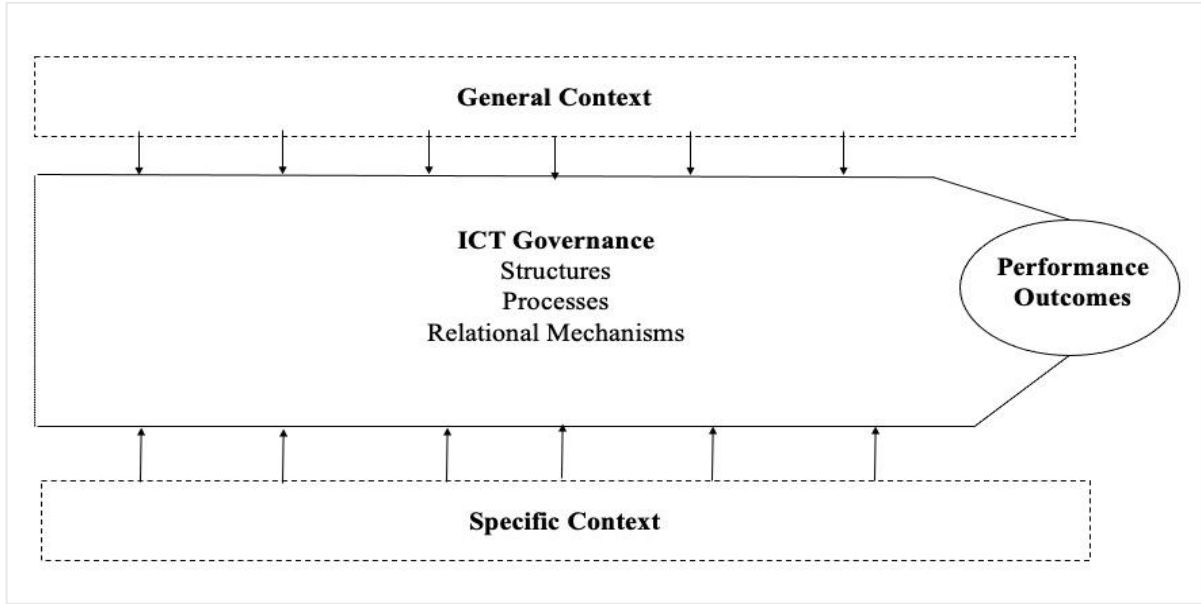 General Context
ICT Governance
Structures
Processes
Relational Mechanisms
Performance
Outcomes
Specific Context